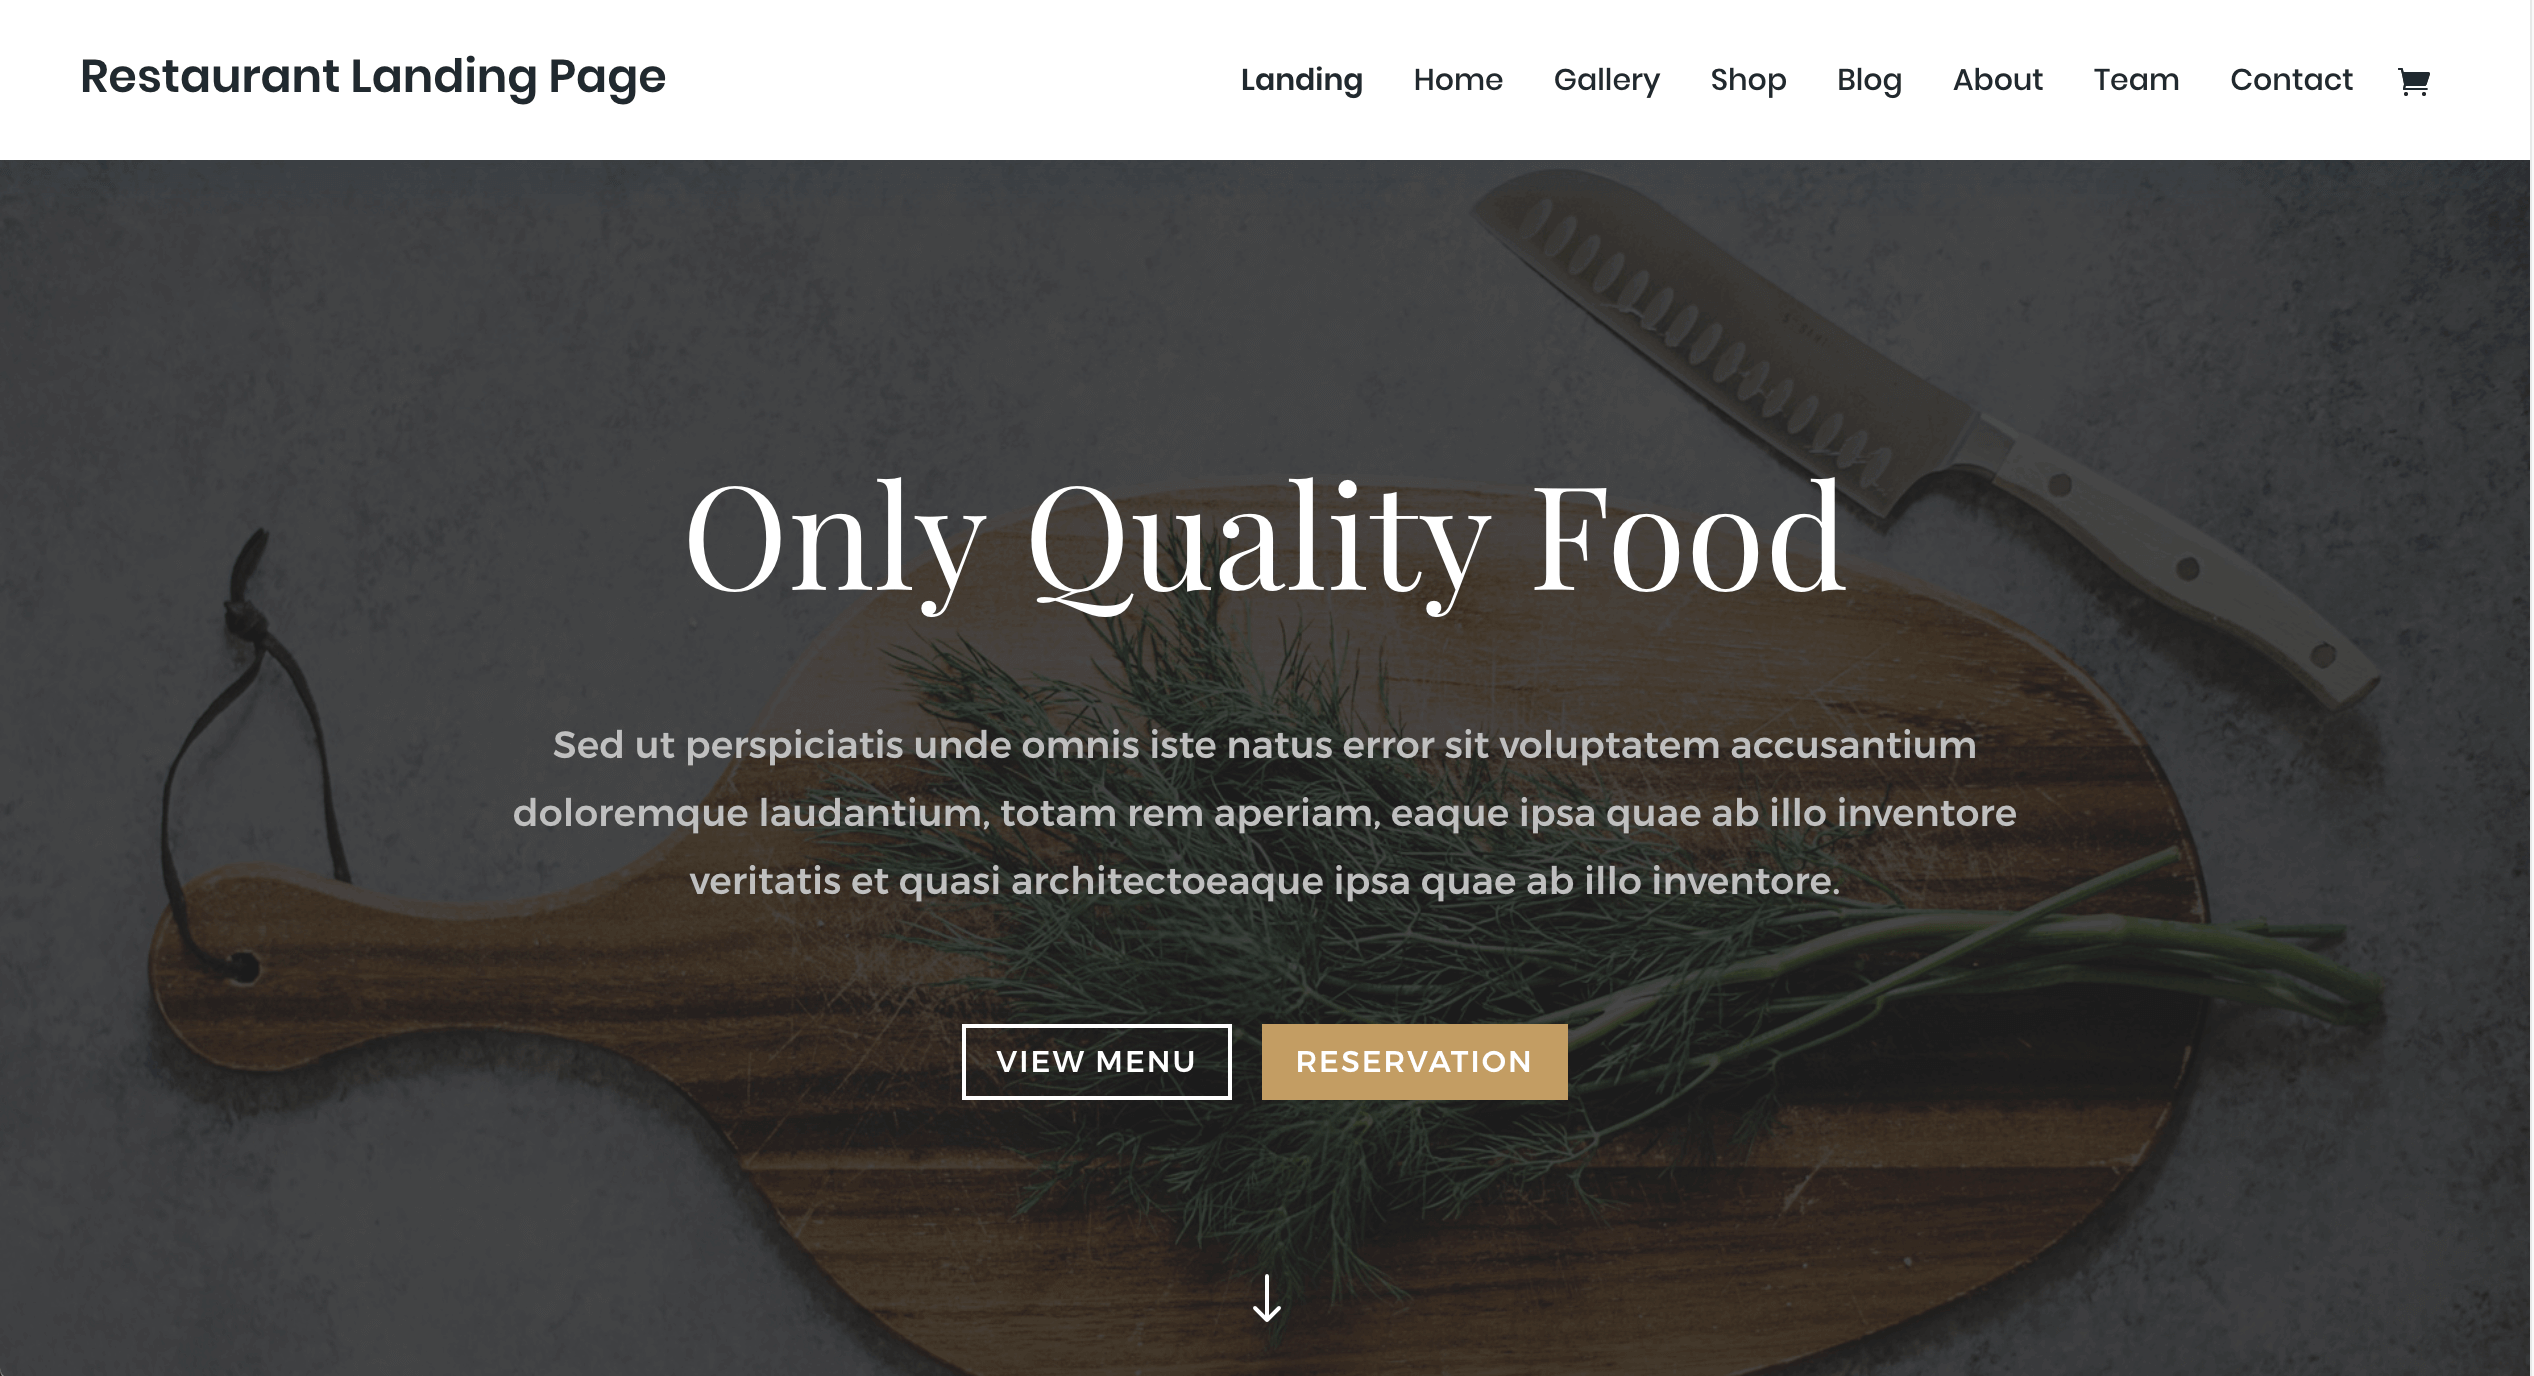 Restaurant Landing Page
Landing Home Gallery Shop Blog About Team Contact
Only Quality Food
Sed ut perspiciatis unde omnis iste natus error sit voluptatem accusantium
doloremque laudantium, totam rem aperiam, eaque ipsa quae ab illo inventore
veritatis et quasi architectoeaque ipsa quae ab illo inventore.
VIEW MENU RESERVATION